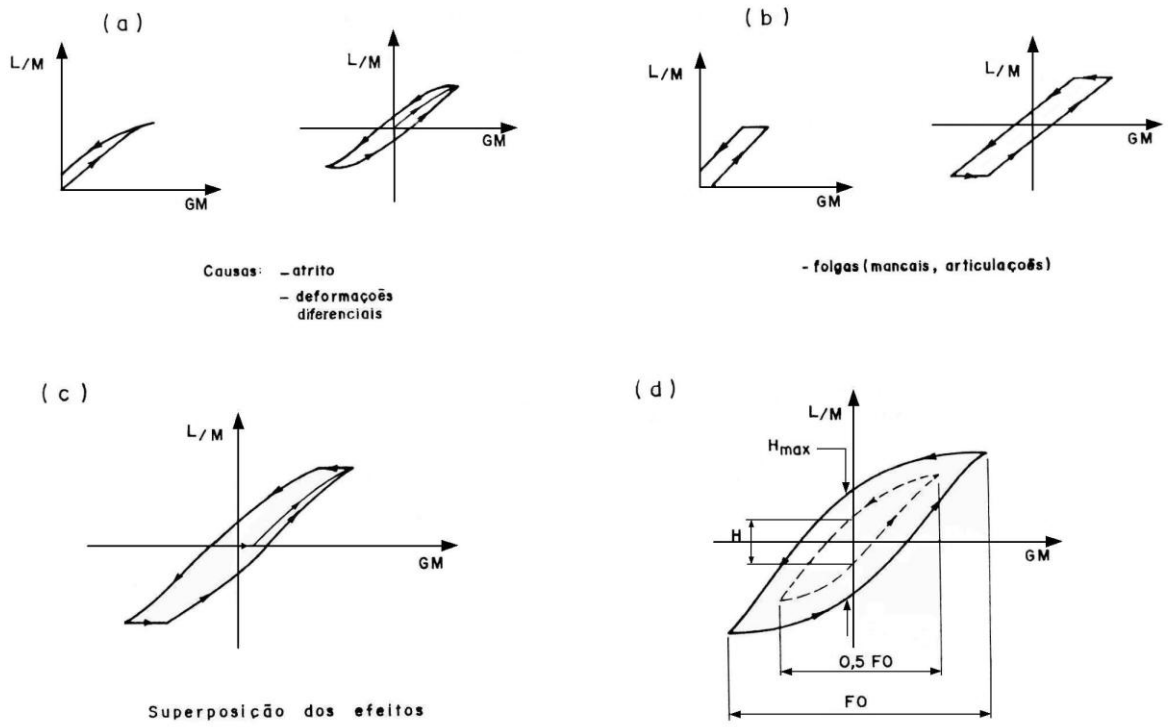 (a)
L/M
GM
L/M
GM
Causas: – atrito
– deformaçoẽs
diferenciais
(b)
L/M
GM
L/M
GM
- folgas (mancais, articulaçoẽs)
(c)
L/M
GM
Superposição dos efeitos
(d)
L/M
Hmax
H
GM
0,5 FO
FO